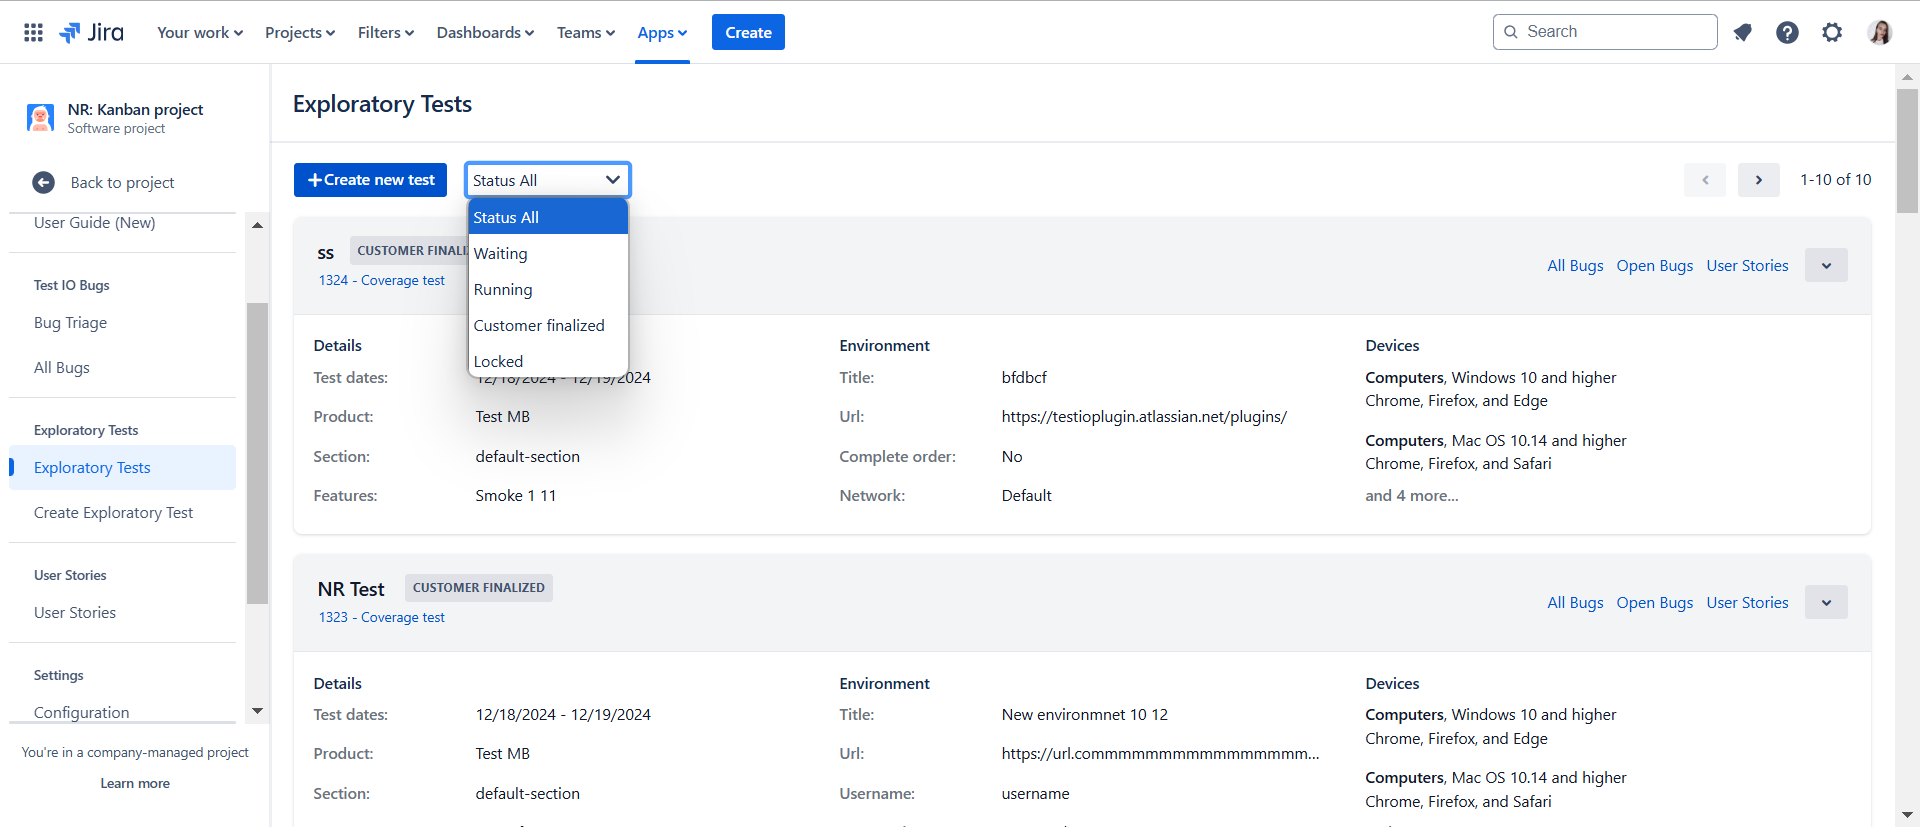 Jira
Your work
Projects
Filters
Dashboards
Teams
Apps
Create
Search
NR: Kanban project
Software project
Back to project
User Guide (New)
Test IO Bugs
Bug Triage
All Bugs
Exploratory Tests
Exploratory Tests
Create Exploratory Test
User Stories
User Stories
Settings
Configuration
You're in a company-managed project
Learn more
Exploratory Tests
+Create new test
Status All
1-10 of 10
Status All
Waiting
Running
Customer finalized
Locked
ss
1324 - Coverage test
All Bugs
Open Bugs
User Stories
Details
Test dates:
12/18/2024 - 12/19/2024
Product:
Test MB
Section:
default-section
Features:
Smoke 1 11
Environment
Title:
bfdbcf
Url:
https://testioplugin.atlassian.net/plugins/
Complete order:
No
Network:
Default
Devices
Computers, Windows 10 and higher
Chrome, Firefox, and Edge
Computers, Mac OS 10.14 and higher
Chrome, Firefox, and Safari
and 4 more...
NR Test
CUSTOMER FINALIZED
1323 - Coverage test
All Bugs
Open Bugs
User Stories
Details
Test dates:
12/18/2024 - 12/19/2024
Product:
Test MB
Section:
default-section
Environment
Title:
New environmnet 10 12
Url:
https://url.commmmmmmmmmmmmmmm...
Username:
username
Devices
Computers, Windows 10 and higher
Chrome, Firefox, and Edge
Computers, Mac OS 10.14 and higher
Chrome, Firefox, and Safari